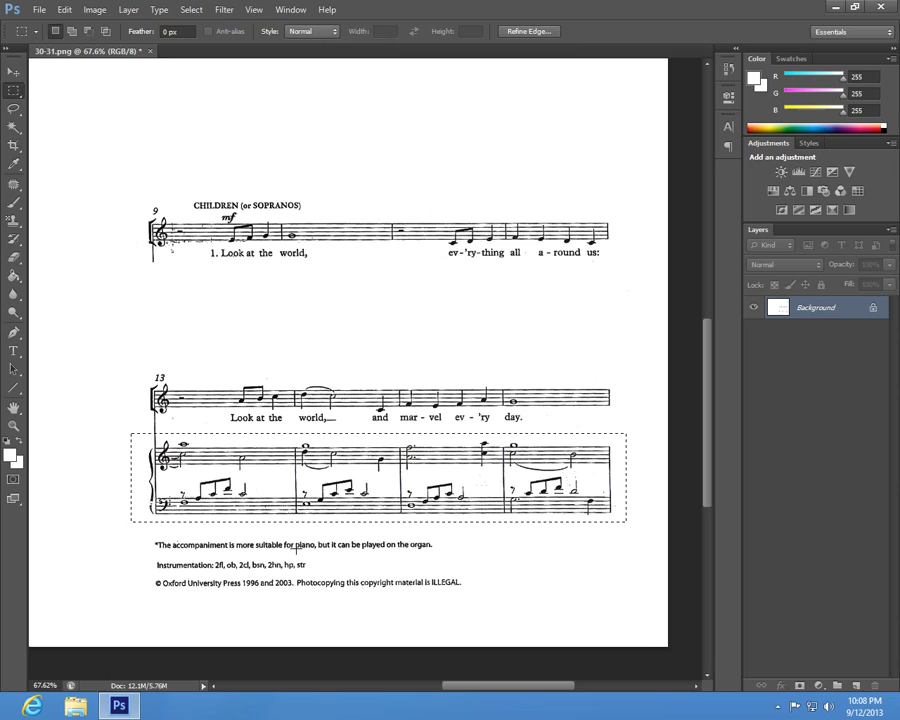 Ps File Edit Image Layer Type Select Filter View Window Help
Feather: 0 px Anti-alias Style: Normal Width: Height: Refine Edge... Essentials
30-31.png @ 67.6% (RGB/8) * ×
Color Swatches
R 255
G 255
B 255
Adjustments Styles
Add an adjustment
Layers
Kind
Normal Opacity: 100%
Lock: Fill: 100%
Background
9 CHILDREN (or SOPRANOS)
mf
1. Look at the world, ev-'ry-thing all a - round us:
13
Look at the world, and mar - vel ev - 'ry day.
*The accompaniment is more suitable for piano, but it can be played on the organ.
Instrumentation: 2fl, ob, 2cl, bsn, 2hn, hp, str
© Oxford University Press 1996 and 2003. Photocopying this copyright material is ILLEGAL.
67.62% Doc: 12.1M/5.76M
Ps 10:08 PM
9/12/2013